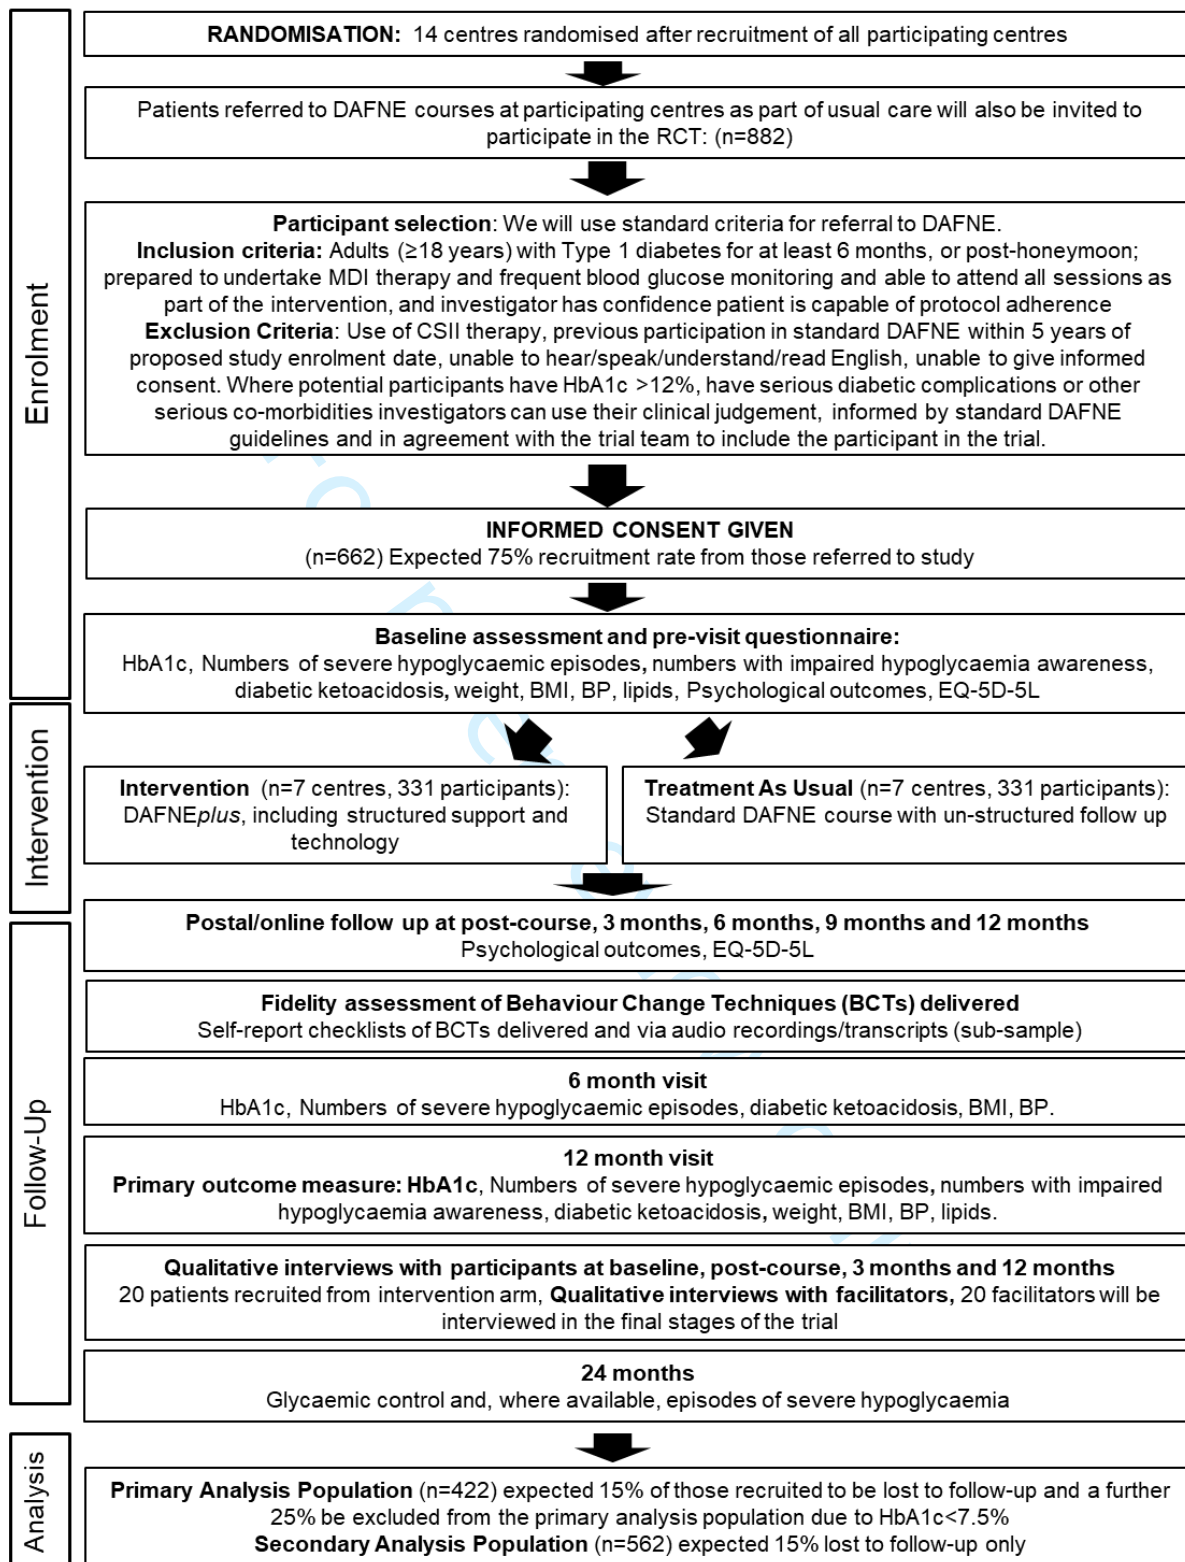 RANDOMISATION: 14 centres randomised after recruitment of all participating centres
Patients referred to DAFNE courses at participating centres as part of usual care will also be invited to
participate in the RCT: (n=882)
Enrolment
Participant selection: We will use standard criteria for referral to DAFNE.
Inclusion criteria: Adults (≥18 years) with Type 1 diabetes for at least 6 months, or post-honeymoon;
prepared to undertake MDI therapy and frequent blood glucose monitoring and able to attend all sessions as
part of the intervention, and investigator has confidence patient is capable of protocol adherence
Exclusion Criteria: Use of CSII therapy, previous participation in standard DAFNE within 5 years of
proposed study enrolment date, unable to hear/speak/understand/read English, unable to give informed
consent. Where potential participants have HbA1c >12%, have serious diabetic complications or other
serious co-morbidities investigators can use their clinical judgement, informed by standard DAFNE
guidelines and in agreement with the trial team to include the participant in the trial.
INFORMED CONSENT GIVEN
(n=662) Expected 75% recruitment rate from those referred to study
Baseline assessment and pre-visit questionnaire:
HbA1c, Numbers of severe hypoglycaemic episodes, numbers with impaired hypoglycaemia awareness,
diabetic ketoacidosis, weight, BMI, BP, lipids, Psychological outcomes, EQ-5D-5L
Intervention
Intervention (n=7 centres, 331 participants):
DAFNEplus, including structured support and
technology
Treatment As Usual (n=7 centres, 331 participants):
Standard DAFNE course with un-structured follow up
Follow-Up
Postal/online follow up at post-course, 3 months, 6 months, 9 months and 12 months
Psychological outcomes, EQ-5D-5L
Fidelity assessment of Behaviour Change Techniques (BCTs) delivered
Self-report checklists of BCTs delivered and via audio recordings/transcripts (sub-sample)
6 month visit
HbA1c, Numbers of severe hypoglycaemic episodes, diabetic ketoacidosis, BMI, BP.
12 month visit
Primary outcome measure: HbA1c, Numbers of severe hypoglycaemic episodes, numbers with impaired
hypoglycaemia awareness, diabetic ketoacidosis, weight, BMI, BP, lipids.
Qualitative interviews with participants at baseline, post-course, 3 months and 12 months
20 patients recruited from intervention arm, Qualitative interviews with facilitators, 20 facilitators will be
interviewed in the final stages of the trial
24 months
Glycaemic control and, where available, episodes of severe hypoglycaemia
Analysis
Primary Analysis Population (n=422) expected 15% of those recruited to be lost to follow-up and a further
25% be excluded from the primary analysis population due to HbA1c<7.5%
Secondary Analysis Population (n=562) expected 15% lost to follow-up only